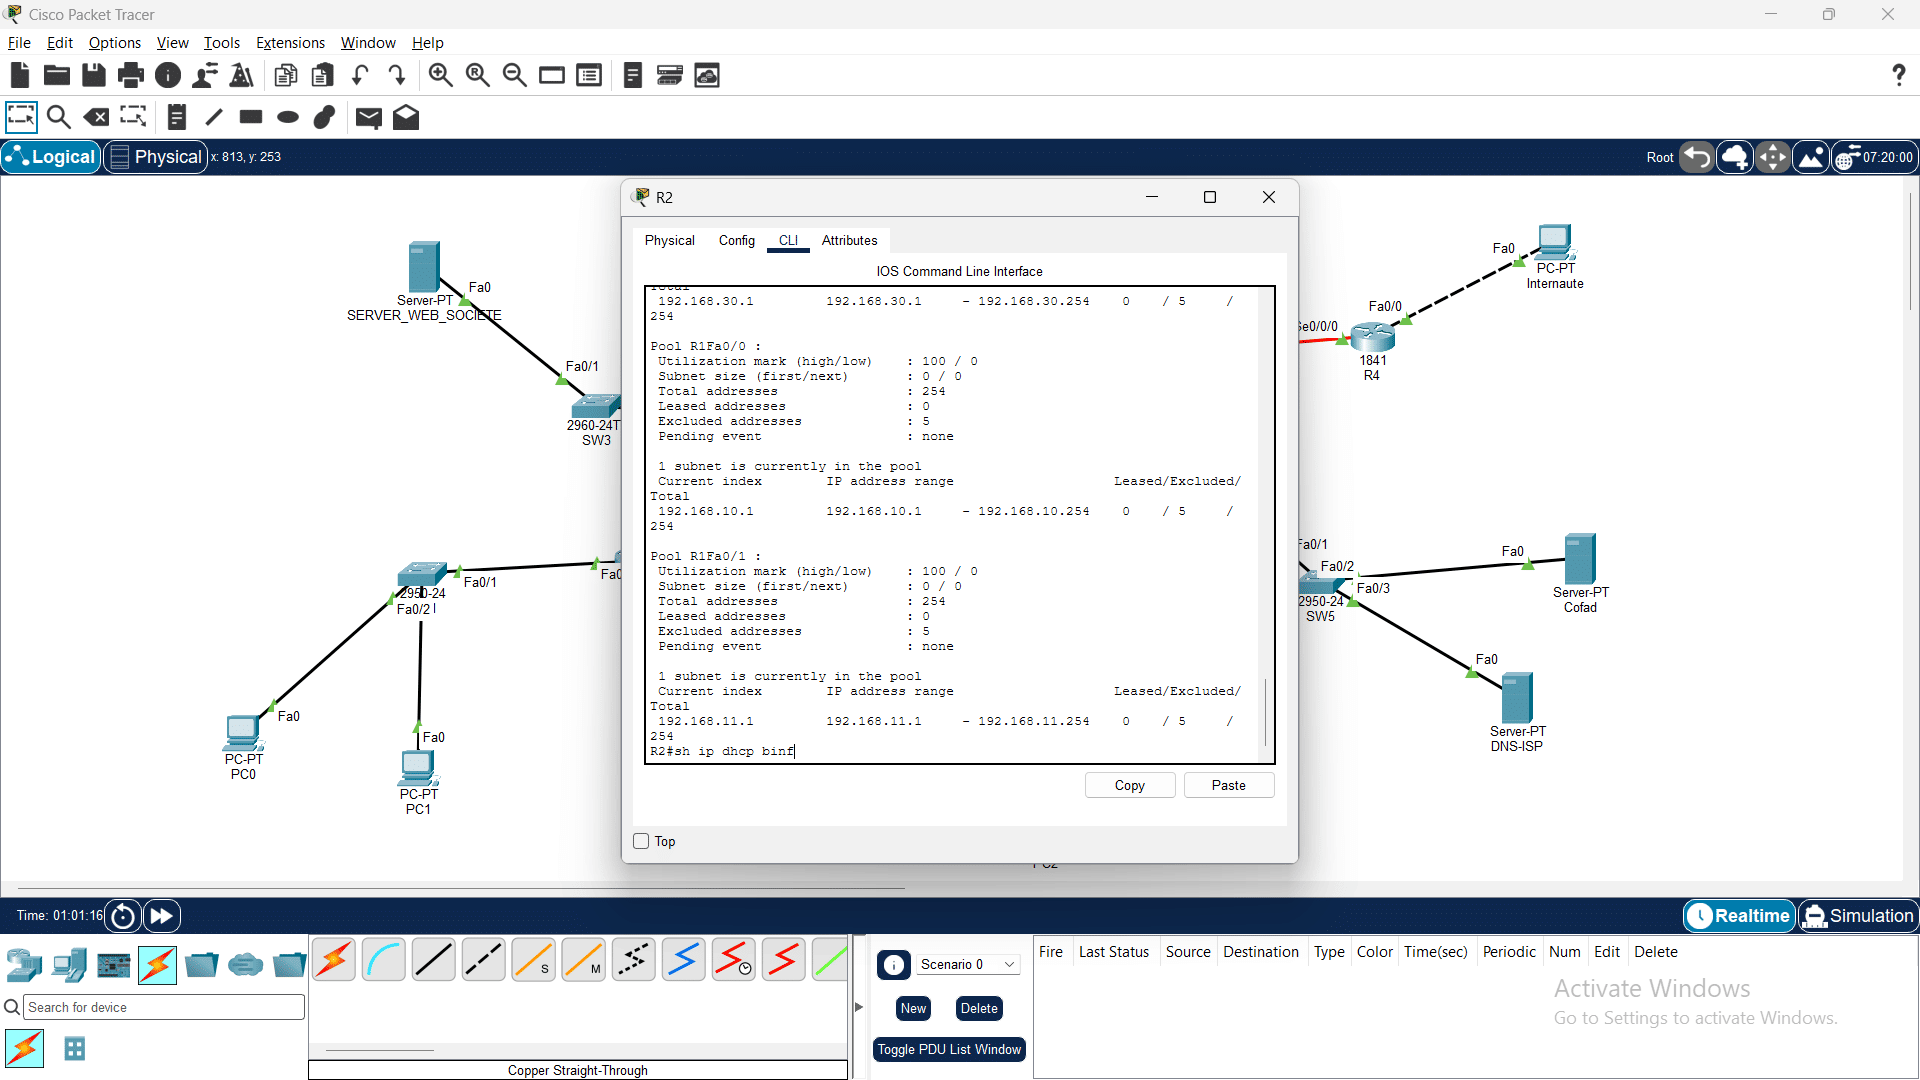 Cisco Packet Tracer
File Edit Options View Tools Extensions Window Help
Logical Physical x: 813, y: 253 Root 07:20:00
R2
Physical Config CLI Attributes
IOS Command Line Interface
Total
192.168.30.1 192.168.30.1 - 192.168.30.254 0 / 5 /
254
Pool R1Fa0/0 :
Utilization mark (high/low) : 100 / 0
Subnet size (first/next) : 0 / 0
Total addresses : 254
Leased addresses : 0
Excluded addresses : 5
Pending event : none
1 subnet is currently in the pool
Current index IP address range Leased/Excluded/
Total
192.168.10.1 192.168.10.1 - 192.168.10.254 0 / 5 /
254
Pool R1Fa0/1 :
Utilization mark (high/low) : 100 / 0
Subnet size (first/next) : 0 / 0
Total addresses : 254
Leased addresses : 0
Excluded addresses : 5
Pending event : none
1 subnet is currently in the pool
Current index IP address range Leased/Excluded/
Total
192.168.11.1 192.168.11.1 - 192.168.11.254 0 / 5 /
254
R2#sh ip dhcp binf
Copy Paste
Top
Fa0
Server-PT
SERVER_WEB_SOCIETE
Fa0/1
2960-24T
SW3
Fa0/1
2950-24
Fa0/2
Fa0
PC-PT
PC0
Fa0
PC-PT
PC1
Fa0
PC-PT
Internaute
Fa0/0
Se0/0/0
1841
R4
Fa0/1
Fa0/2
Fa0/3
2950-24
SW5
Fa0
Server-PT
Cofad
Fa0
Server-PT
DNS-ISP
PC2
Time: 01:01:16 Realtime Simulation
S M
Search for device
Copper Straight-Through
Scenario 0
New Delete
Toggle PDU List Window
Fire Last Status Source Destination Type Color Time(sec) Periodic Num Edit Delete
Activate Windows
Go to Settings to activate Windows.